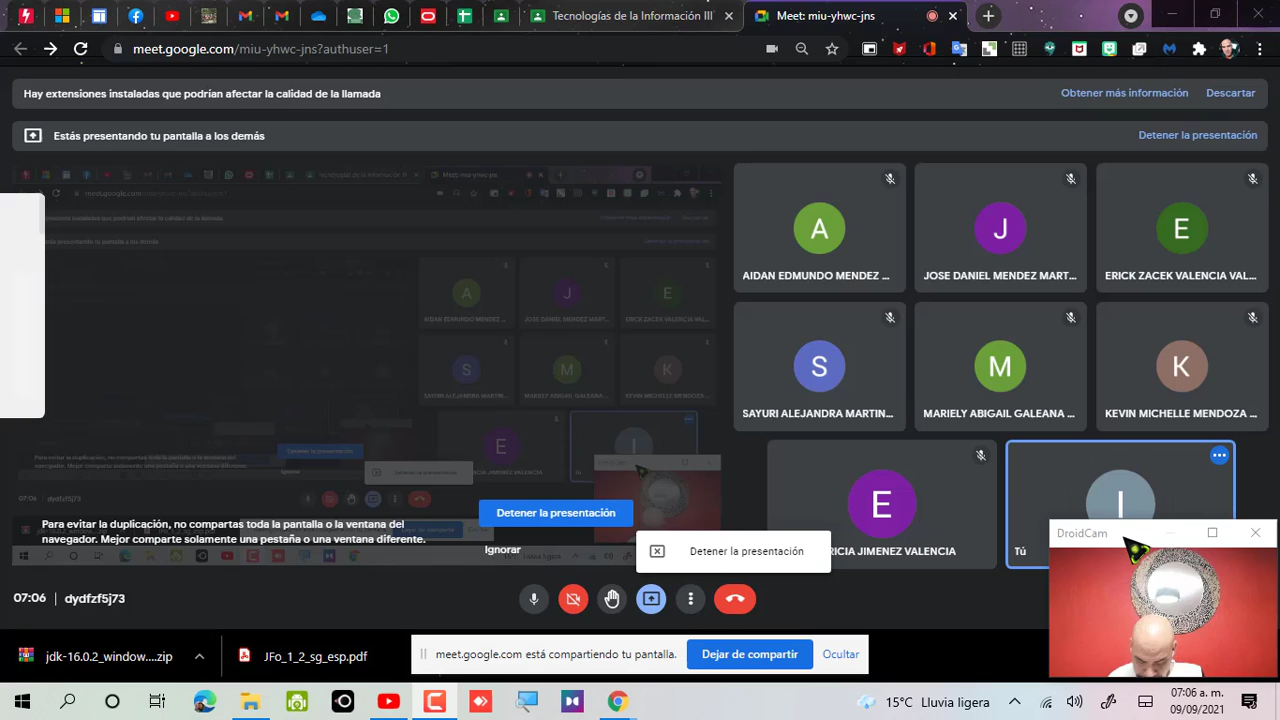 Tecnologías de la Información III
Meet: miu-yhwc-jns
meet.google.com/miu-yhwc-jns?authuser=1
Hay extensiones instaladas que podrían afectar la calidad de la llamada
Obtener más información
Descartar
Estás presentando tu pantalla a los demás
Detener la presentación
A
AIDAN EDMUNDO MENDEZ ...
J
JOSE DANIEL MENDEZ MART...
E
ERICK ZACEK VALENCIA VAL...
S
SAYURI ALEJANDRA MARTIN...
M
MARIELY ABIGAIL GALEANA ...
K
KEVIN MICHELLE MENDOZA ...
E
RICIA JIMENEZ VALENCIA
I
Tú
DroidCam
Para evitar la duplicación, no compartas toda la pantalla o la ventana del
navegador. Mejor comparte solamente una pestaña o una ventana diferente.
Detener la presentación
Ignorar
Detener la presentación
07:06 | dydfzf5j73
jdk-16.0.2_window....zip
JFo_1_2_sg_esp.pdf
meet.google.com está compartiendo tu pantalla.
Dejar de compartir
Ocultar
15°C Lluvia ligera
07:06 a. m.
09/09/2021